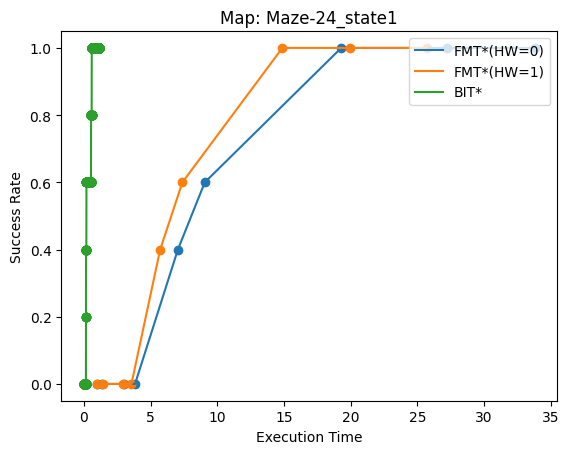 Map: Maze-24_state1
1.0
0.8
0.6
0.4
0.2
0.0
Success Rate
FMT*(HW=0)
FMT*(HW=1)
BIT*
0 5 10 15 20 25 30 35
Execution Time